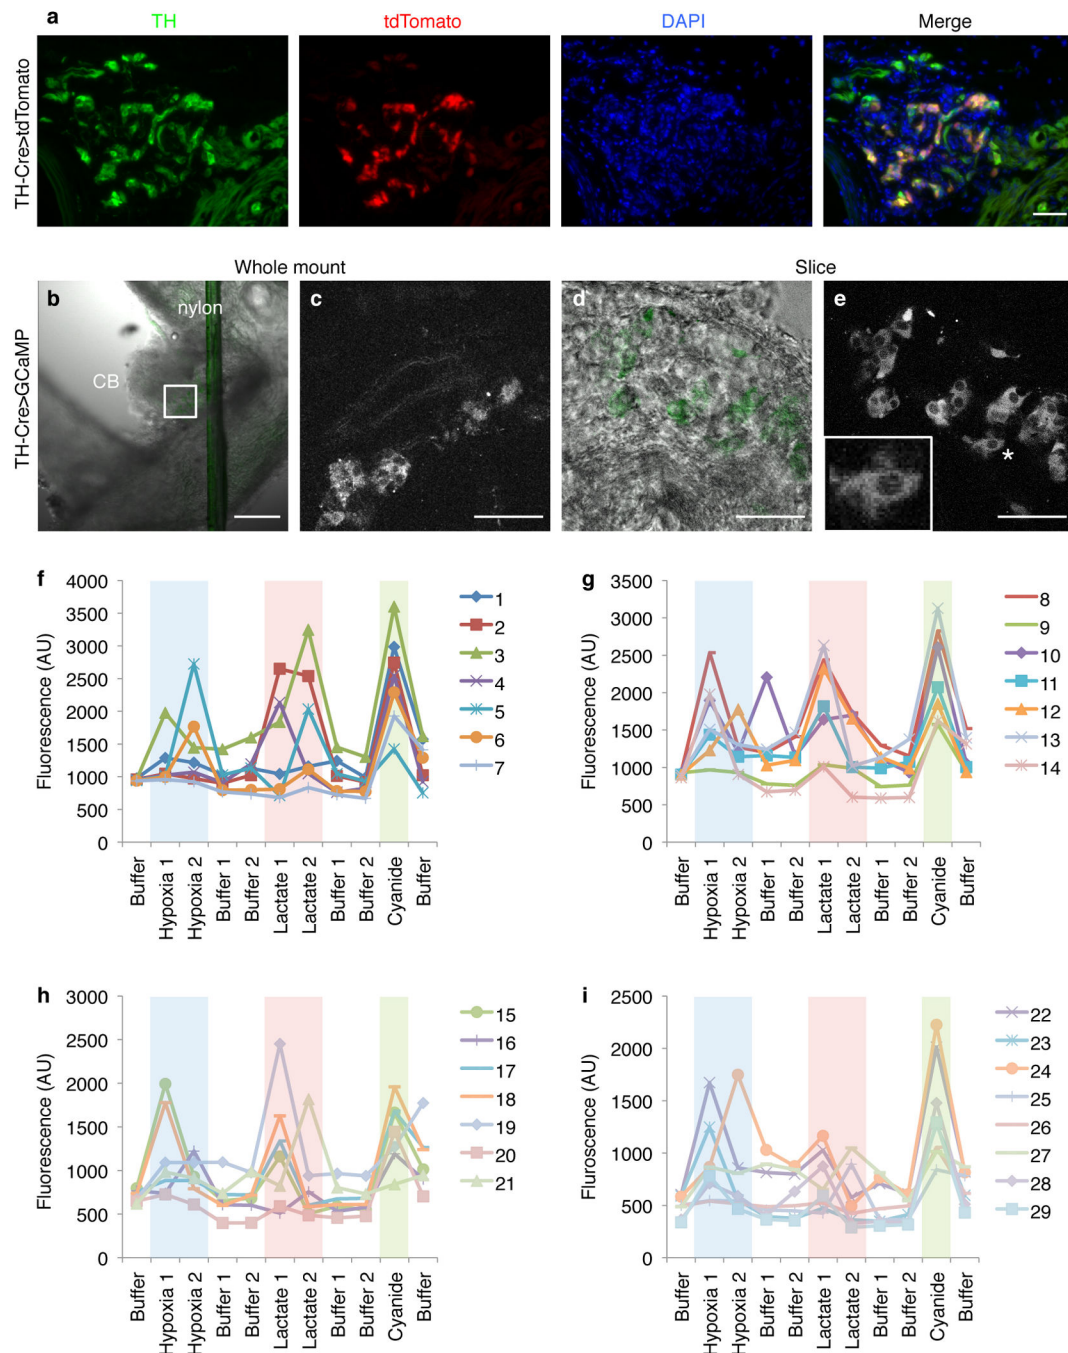 a TH tdTomato DAPI Merge
TH-Cre>tdTomato
Whole mount Slice
TH-Cre>GCaMP
b nylon CB
c
d
e *
f
Fluorescence (AU)
4000
3500
3000
2500
2000
1500
1000
500
0
Buffer
Hypoxia 1
Hypoxia 2
Buffer 1
Buffer 2
Lactate 1
Lactate 2
Buffer 1
Buffer 2
Cyanide
Buffer
1
2
3
4
5
6
7
g
Fluorescence (AU)
3500
3000
2500
2000
1500
1000
500
0
Buffer
Hypoxia 1
Hypoxia 2
Buffer 1
Buffer 2
Lactate 1
Lactate 2
Buffer 1
Buffer 2
Cyanide
Buffer
8
9
10
11
12
13
14
h
Fluorescence (AU)
3000
2500
2000
1500
1000
500
0
Buffer
Hypoxia 1
Hypoxia 2
Buffer 1
Buffer 2
Lactate 1
Lactate 2
Buffer 1
Buffer 2
Cyanide
Buffer
15
16
17
18
19
20
21
i
Fluroscence (AU)
2500
2000
1500
1000
500
0
Buffer
Hypoxia 1
Hypoxia 2
Buffer 1
Buffer 2
Lactate 1
Lactate 2
Buffer 1
Buffer 2
Cyanide
Buffer
22
23
24
25
26
27
28
29